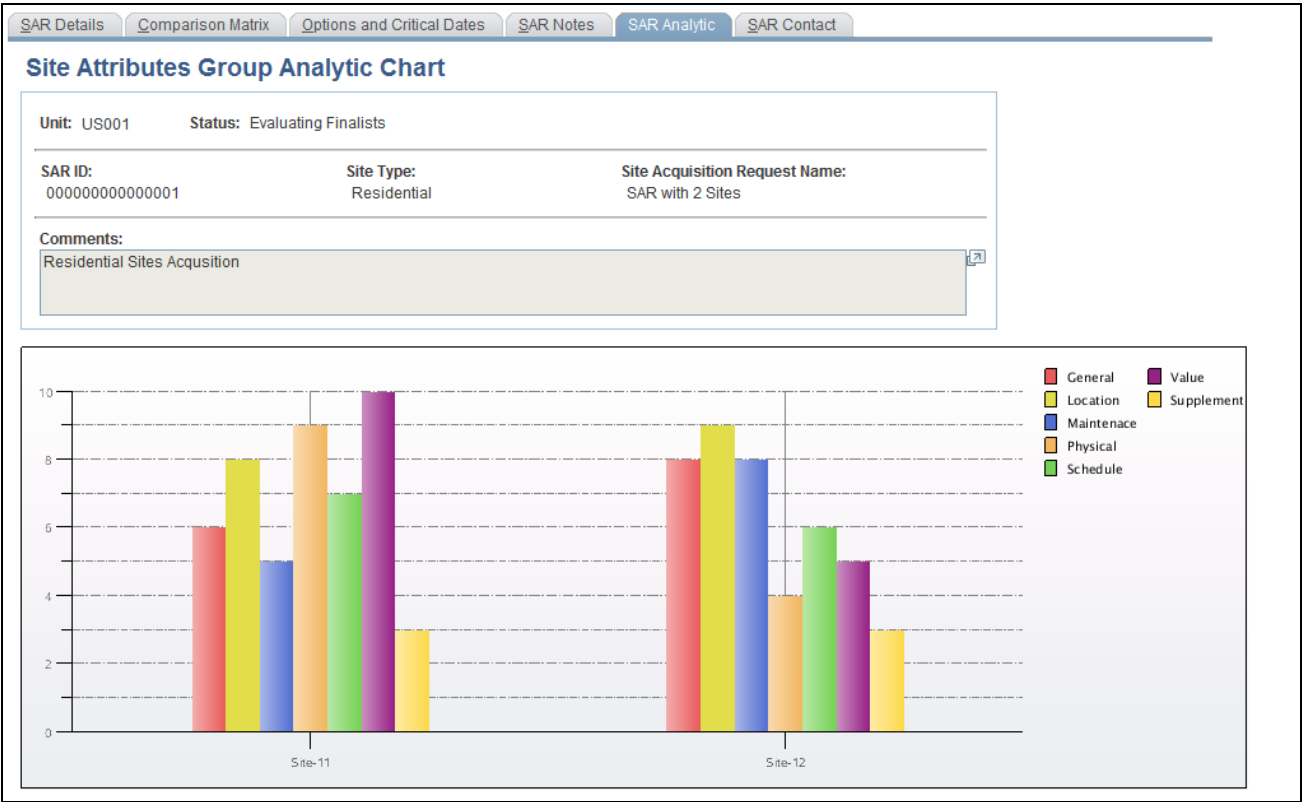 SAR Details Comparison Matrix Options and Critical Dates SAR Notes SAR Analytic SAR Contact
Site Attributes Group Analytic Chart
Unit: US001 Status: Evaluating Finalists
SAR ID: Site Type: Site Acquisition Request Name:
000000000000001 Residential SAR with 2 Sites
Comments:
Residential Sites Acqusition
General Value
Location Supplement
Maintenace
Physical
Schedule
10
8
6
4
2
0
Site-11 Site-12